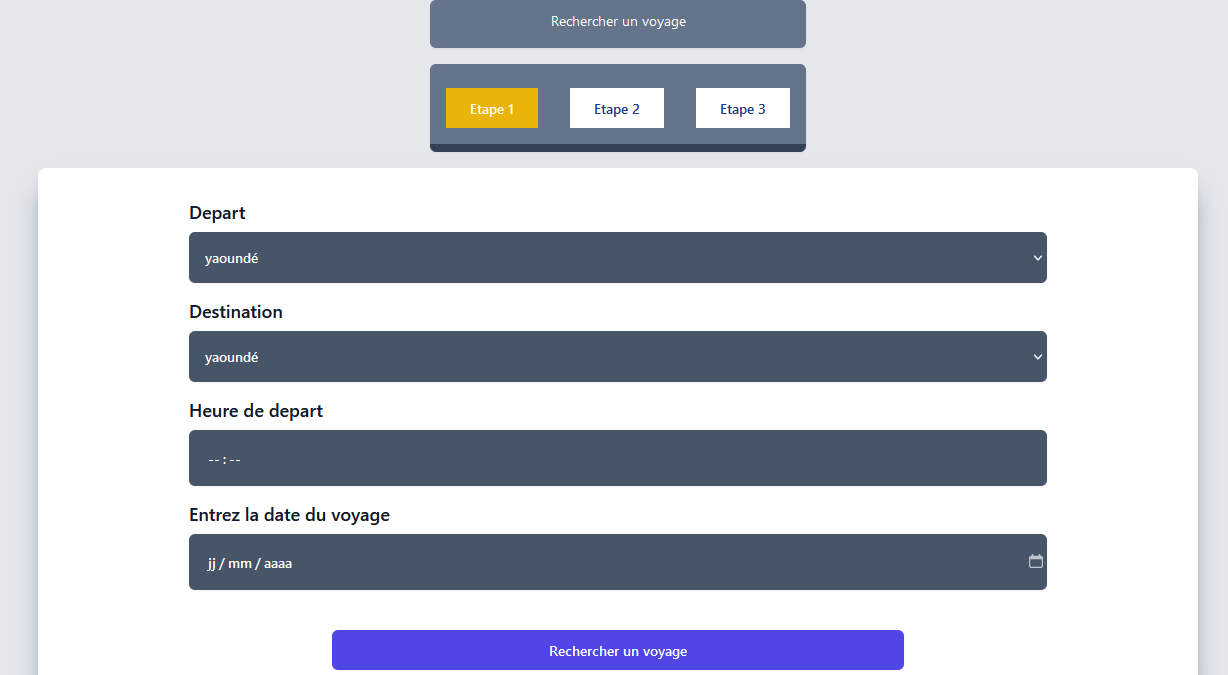 Rechercher un voyage
Etape 1 Etape 2 Etape 3
Depart
yaoundé
Destination
yaoundé
Heure de depart
-- : --
Entrez la date du voyage
jj / mm / aaaa
Rechercher un voyage